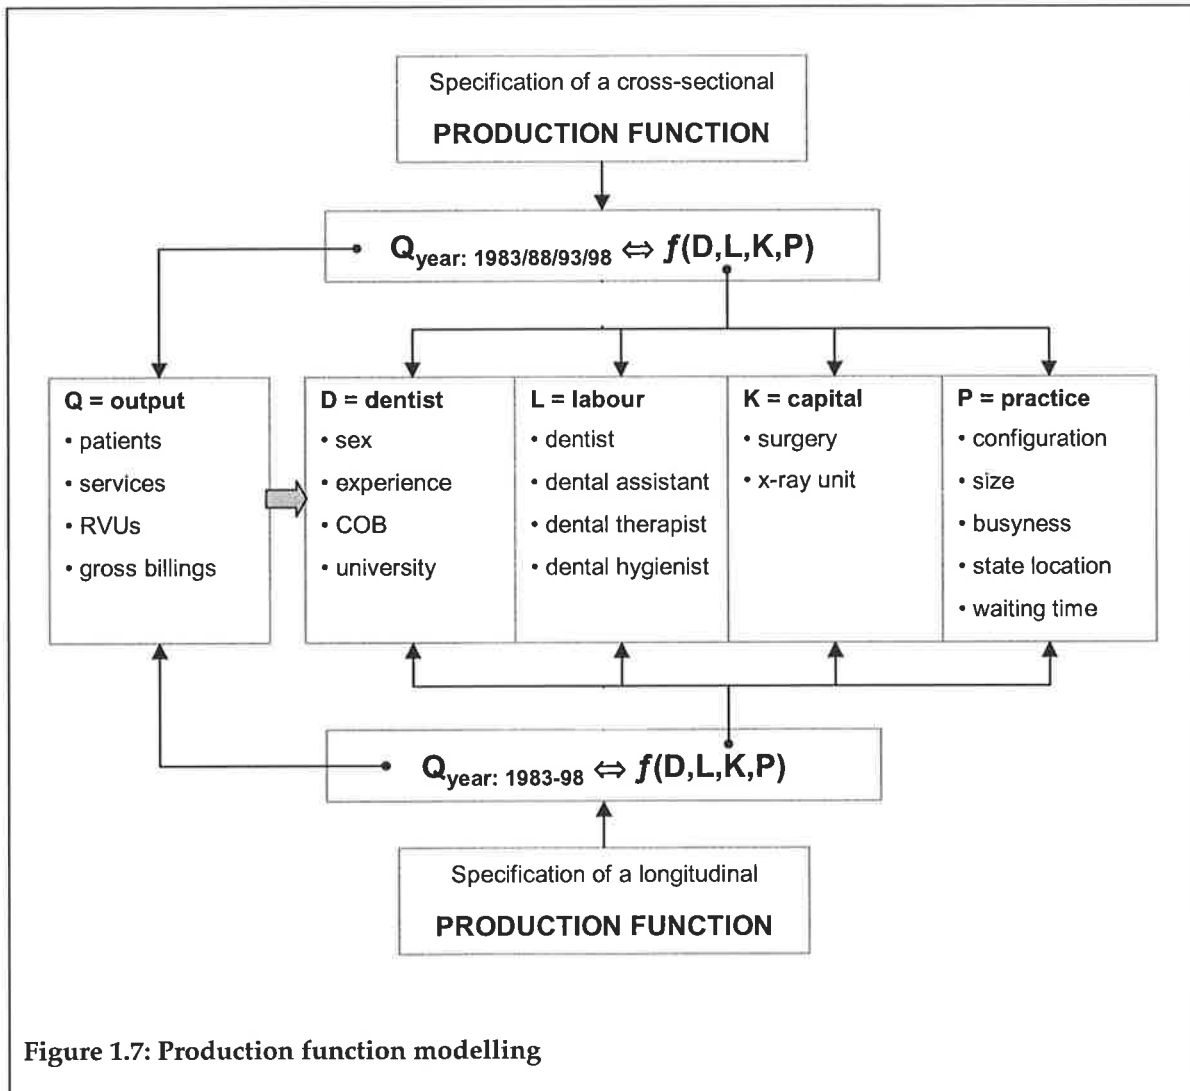 Specification of a cross-sectional
PRODUCTION FUNCTION
Qyear: 1983/88/93/98 ⇔ f(D,L,K,P)
Q = output
• patients
• services
• RVUs
• gross billings
D = dentist
• sex
• experience
• COB
• university
L = labour
• dentist
• dental assistant
• dental therapist
• dental hygienist
K = capital
• surgery
• x-ray unit
P = practice
• configuration
• size
• busyness
• state location
• waiting time
Qyear: 1983-98 ⇔ f(D,L,K,P)
Specification of a longitudinal
PRODUCTION FUNCTION
Figure 1.7: Production function modelling